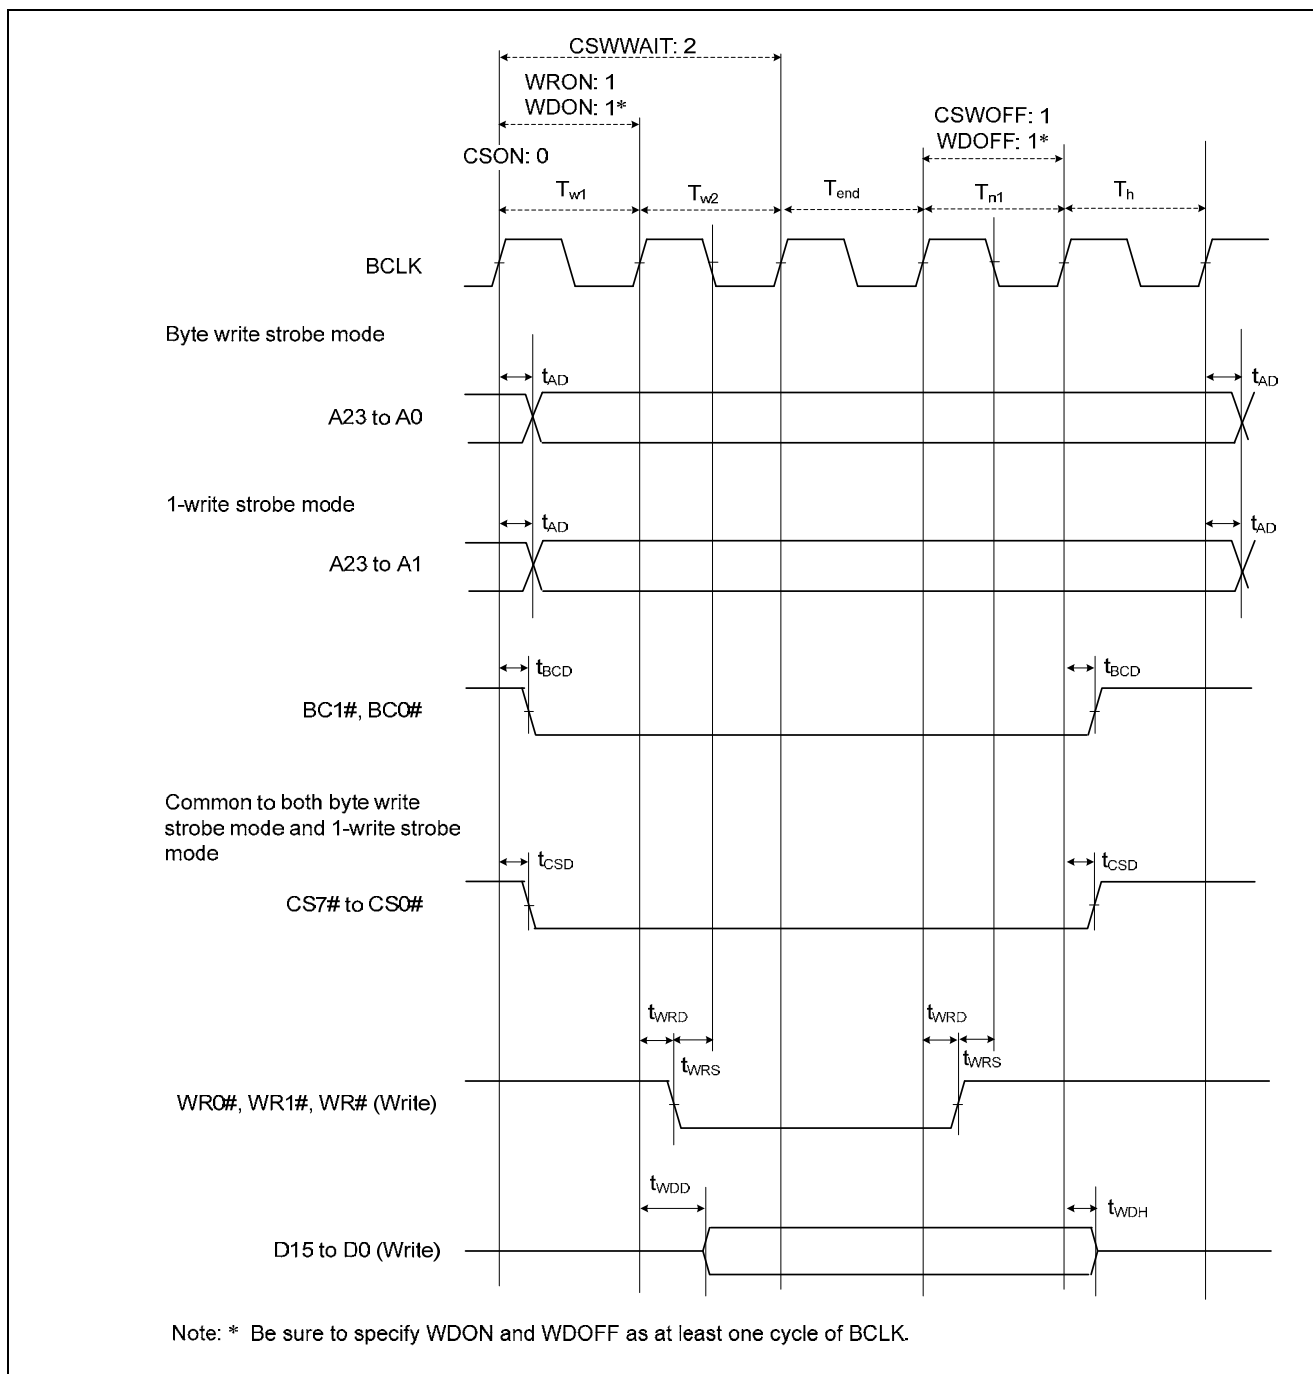 CSWWAIT: 2
WRON: 1
WDON: 1*
CSWOFF: 1
WDOFF: 1*
CSON: 0
Tw1
Tw2
Tend
Tn1
Th
BCLK
Byte write strobe mode
tAD
tAD
A23 to A0
1-write strobe mode
tAD
tAD
A23 to A1
tBCD
tBCD
BC1#, BC0#
Common to both byte write
strobe mode and 1-write strobe
mode
tCSD
tCSD
CS7# to CS0#
tWRD
tWRD
tWRS
tWRS
WR0#, WR1#, WR# (Write)
tWDD
tWDH
D15 to D0 (Write)
Note: * Be sure to specify WDON and WDOFF as at least one cycle of BCLK.